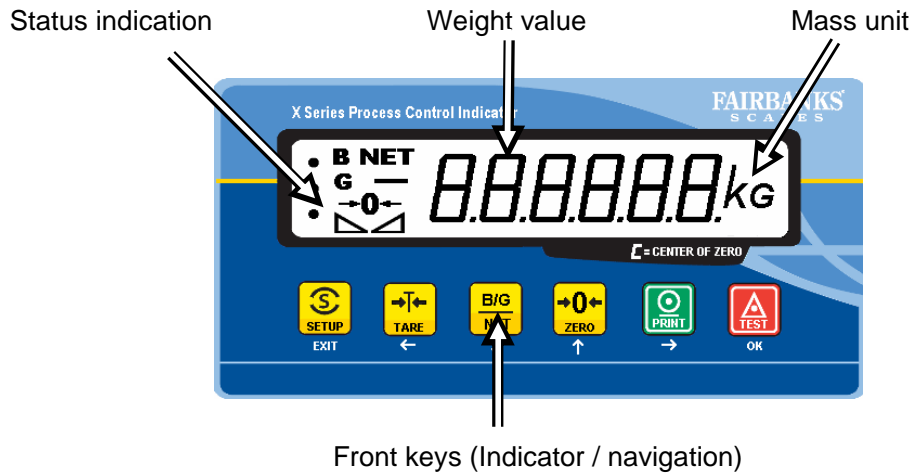 Status indication Weight value Mass unit
X Series Process Control Indicator
FAIRBANKS
SCALES
B NET
G
→0←
8.8.8.8.8.8. kG
C = CENTER OF ZERO
S →T← B/G →0←
SETUP TARE NET ZERO PRINT TEST
EXIT ← ↑ → OK
Front keys (Indicator / navigation)